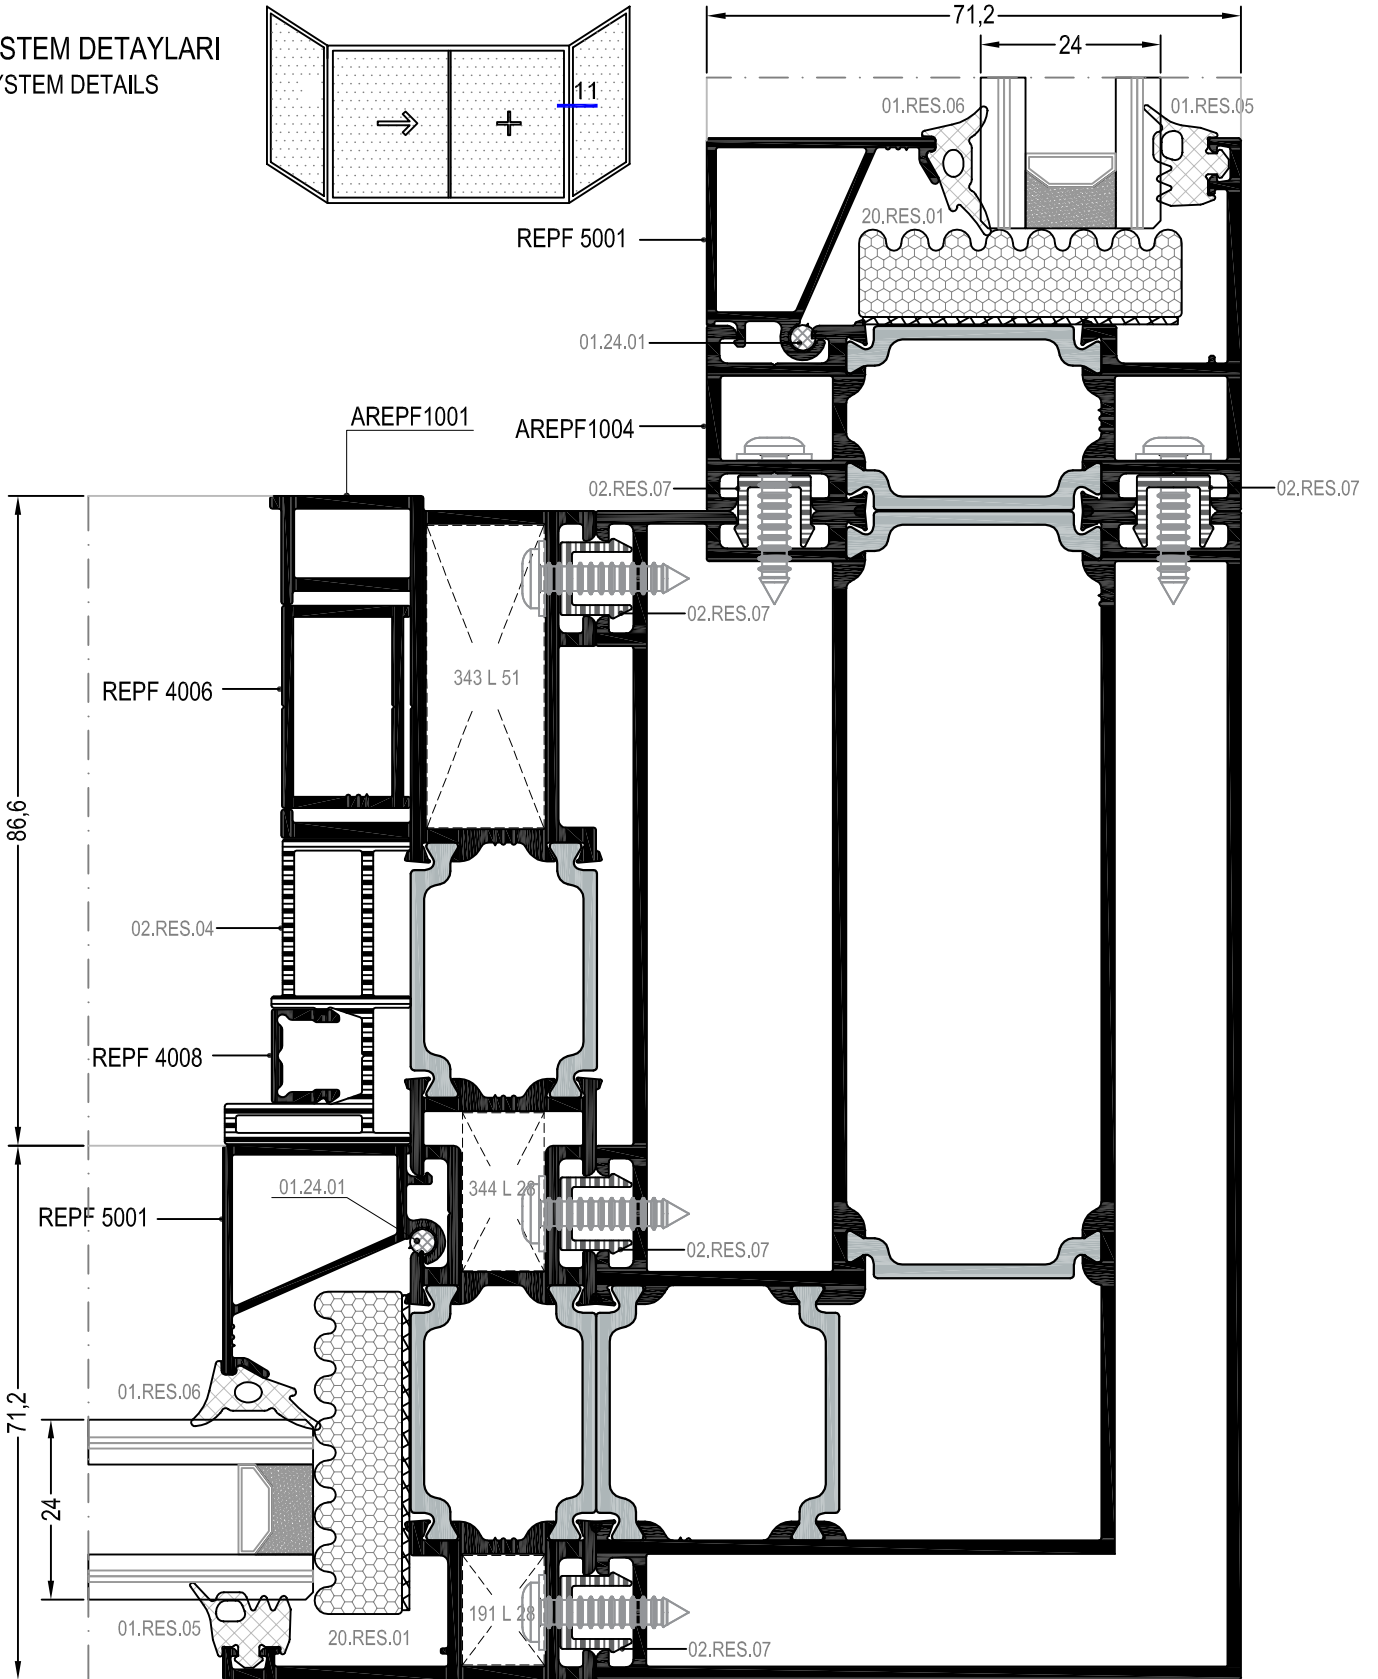 STEM DETAYLARI
YSTEM DETAILS
11
71,2
24
01.RES.06
01.RES.05
20.RES.01
REPF 5001
01.24.01
AREPF1001
AREPF1004
02.RES.07
02.RES.07
02.RES.07
343 L 51
REPF 4006
86,6
02.RES.04
REPF 4008
01.24.01
344 L 28
REPF 5001
02.RES.07
01.RES.06
71,2
24
01.RES.05
20.RES.01
191 L 28
02.RES.07